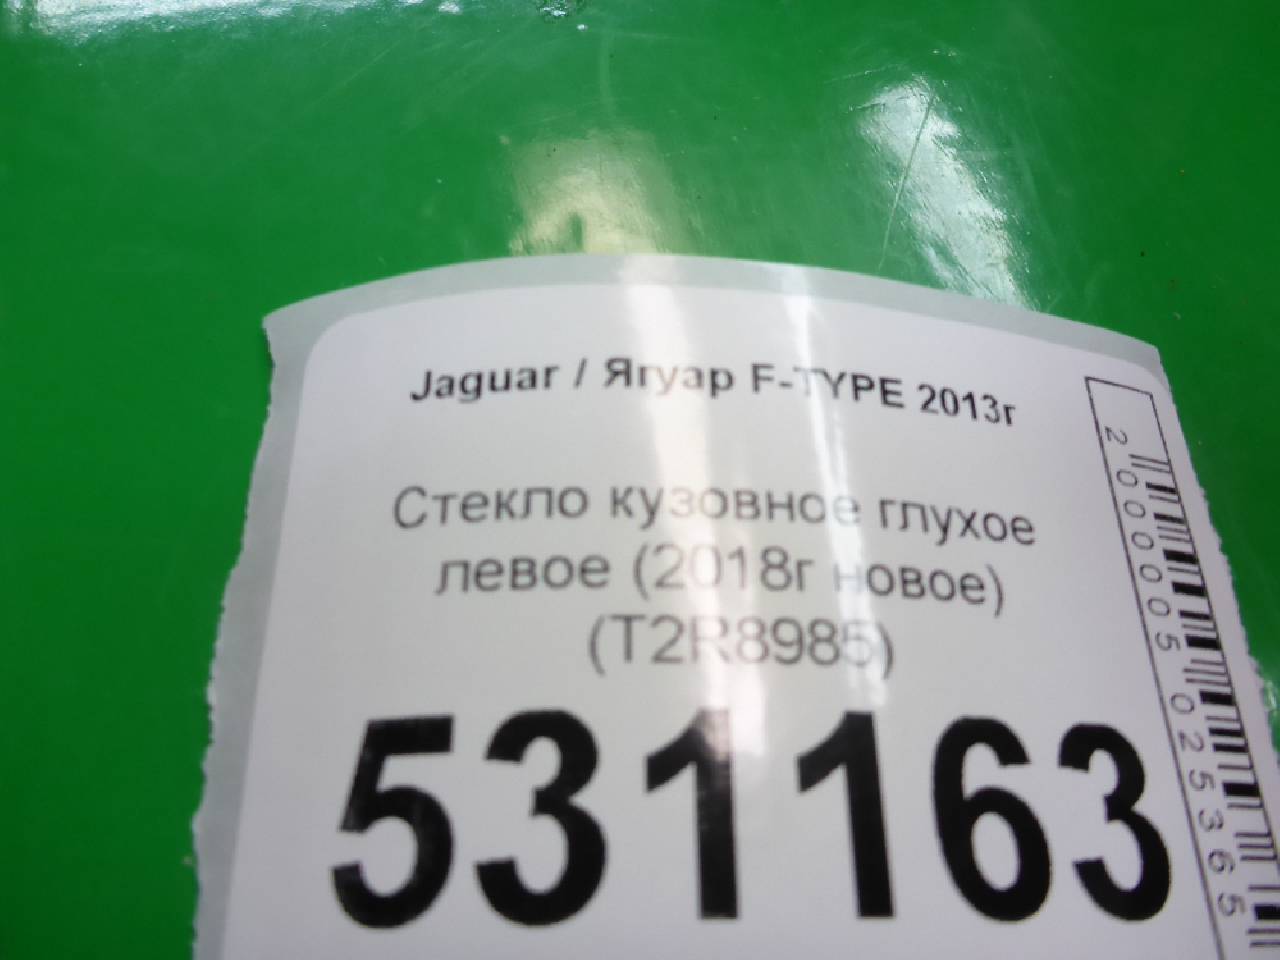 Jaguar / Ягуар F-TYPE 2013г
Стекло кузовное глухое
левое (2018г новое)
(T2R8985)
531163
2000005025365